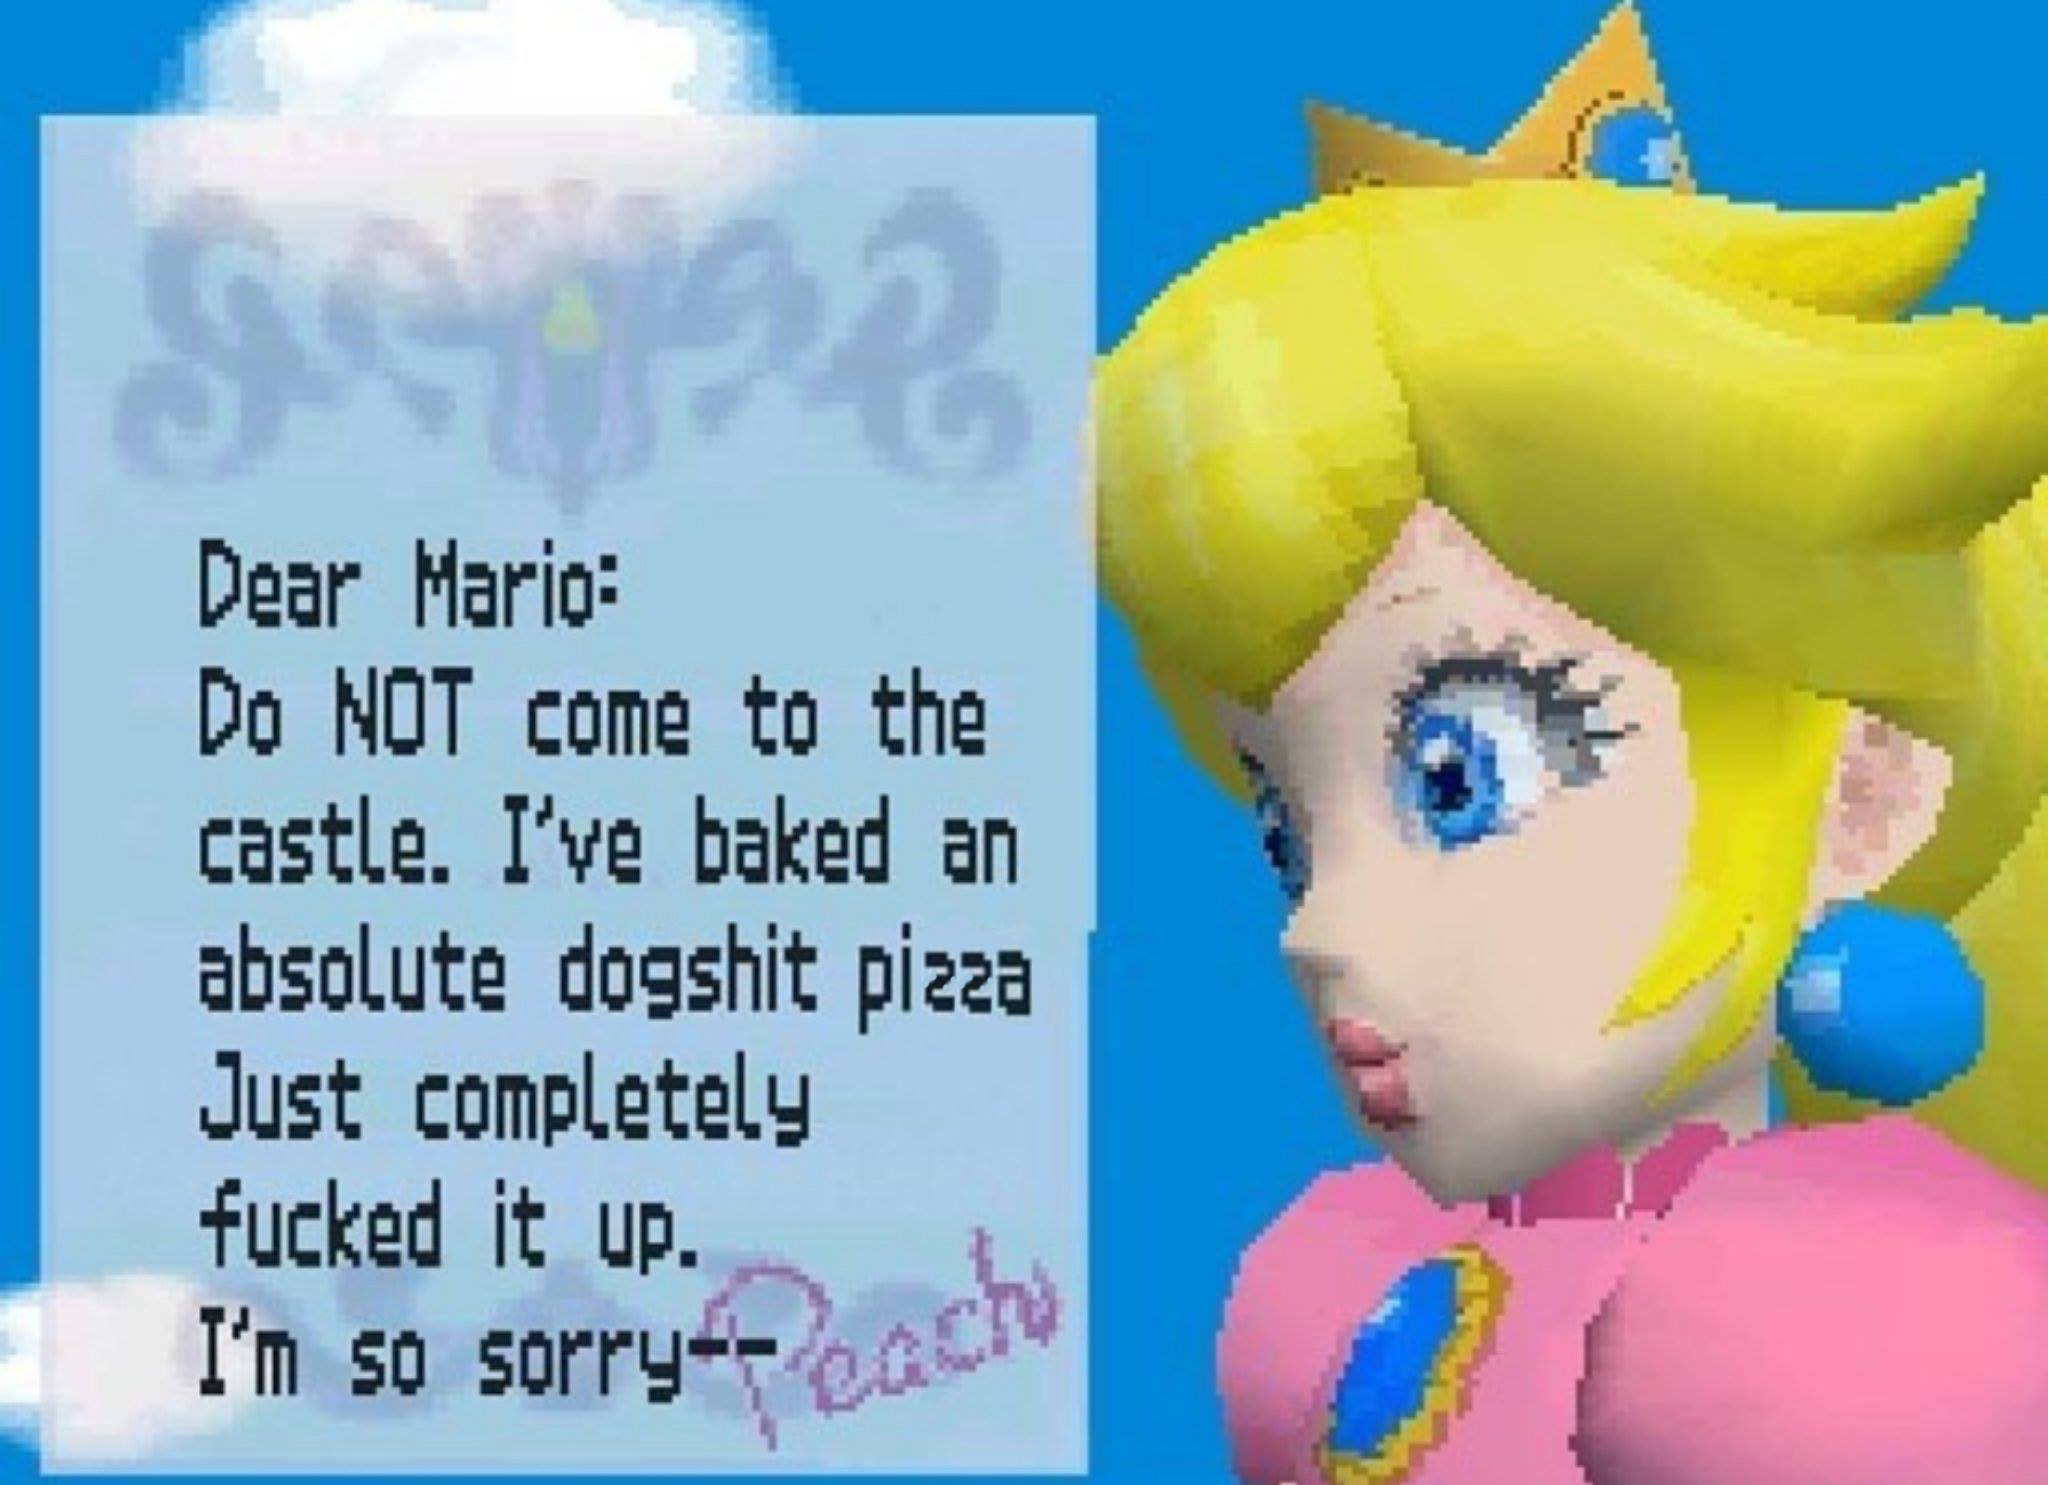 Dear Mario:
Do NOT come to the
castle. I've baked an
absolute dogshit pizza
Just completely
fucked it up.
I'm so sorry--
Peach